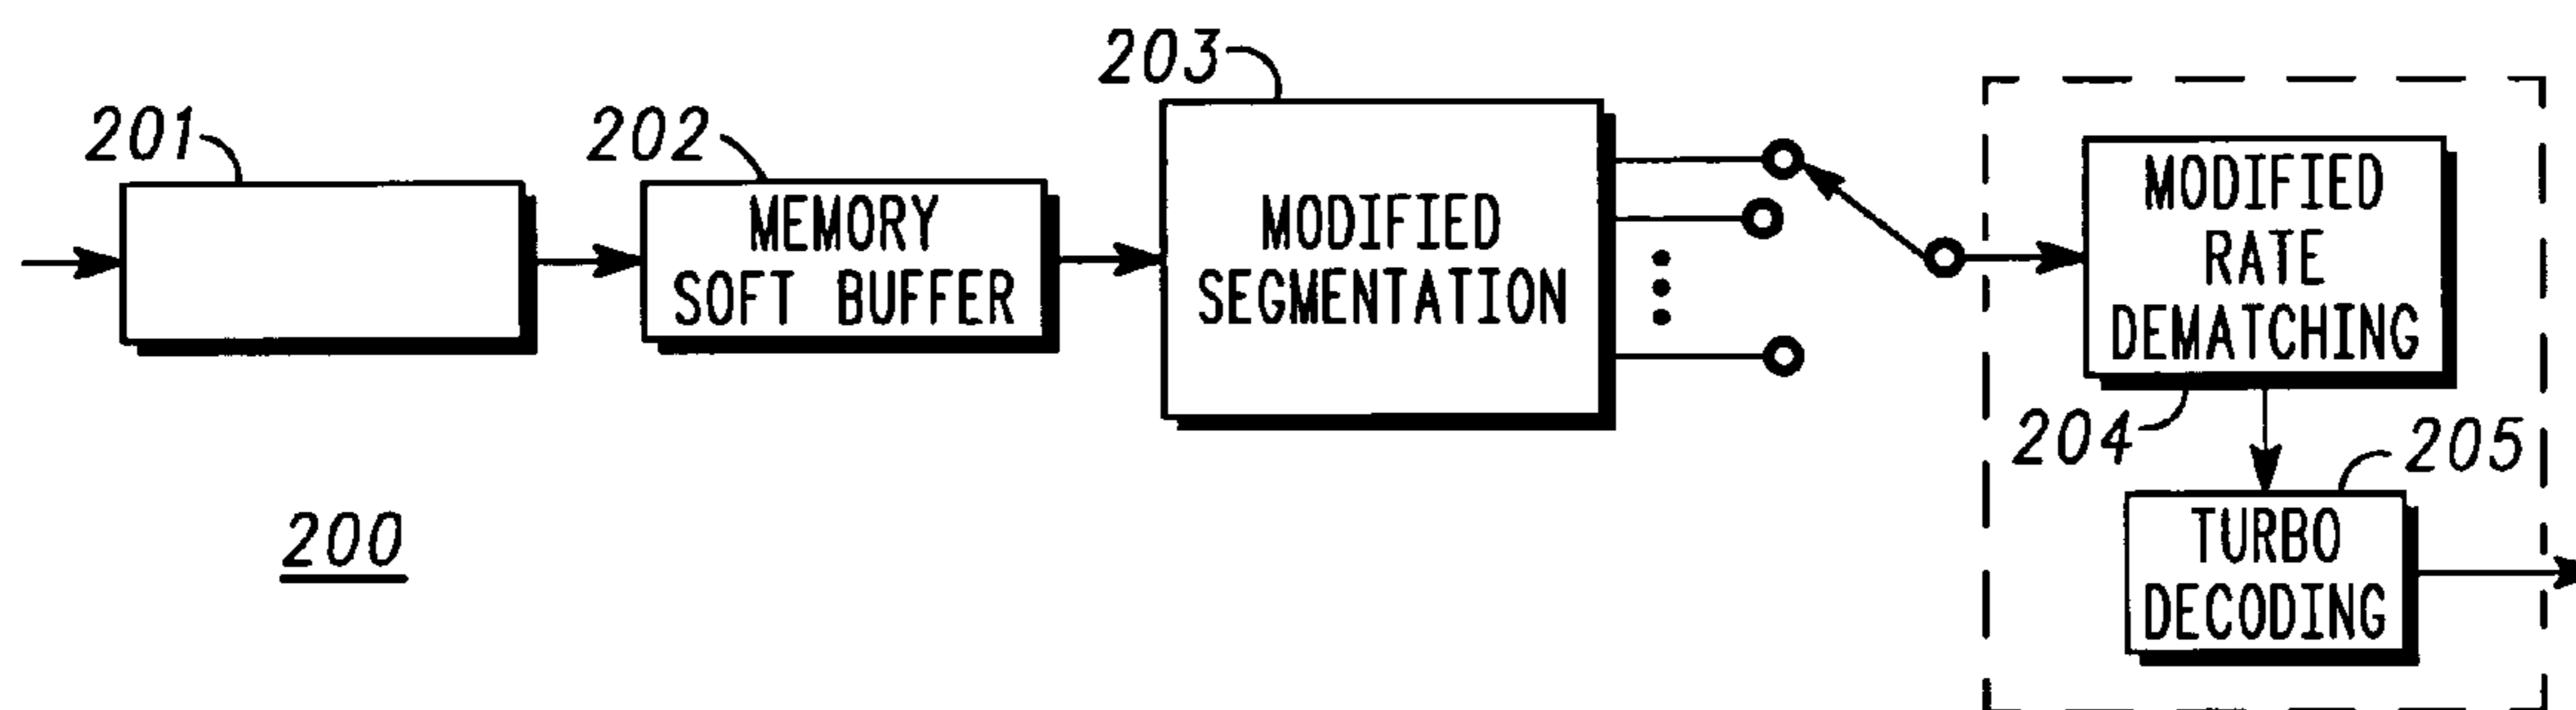 201
202
MEMORY
SOFT BUFFER
203
MODIFIED
SEGMENTATION
MODIFIED
RATE
DEMATCHING
204
205
TURBO
DECODING
200